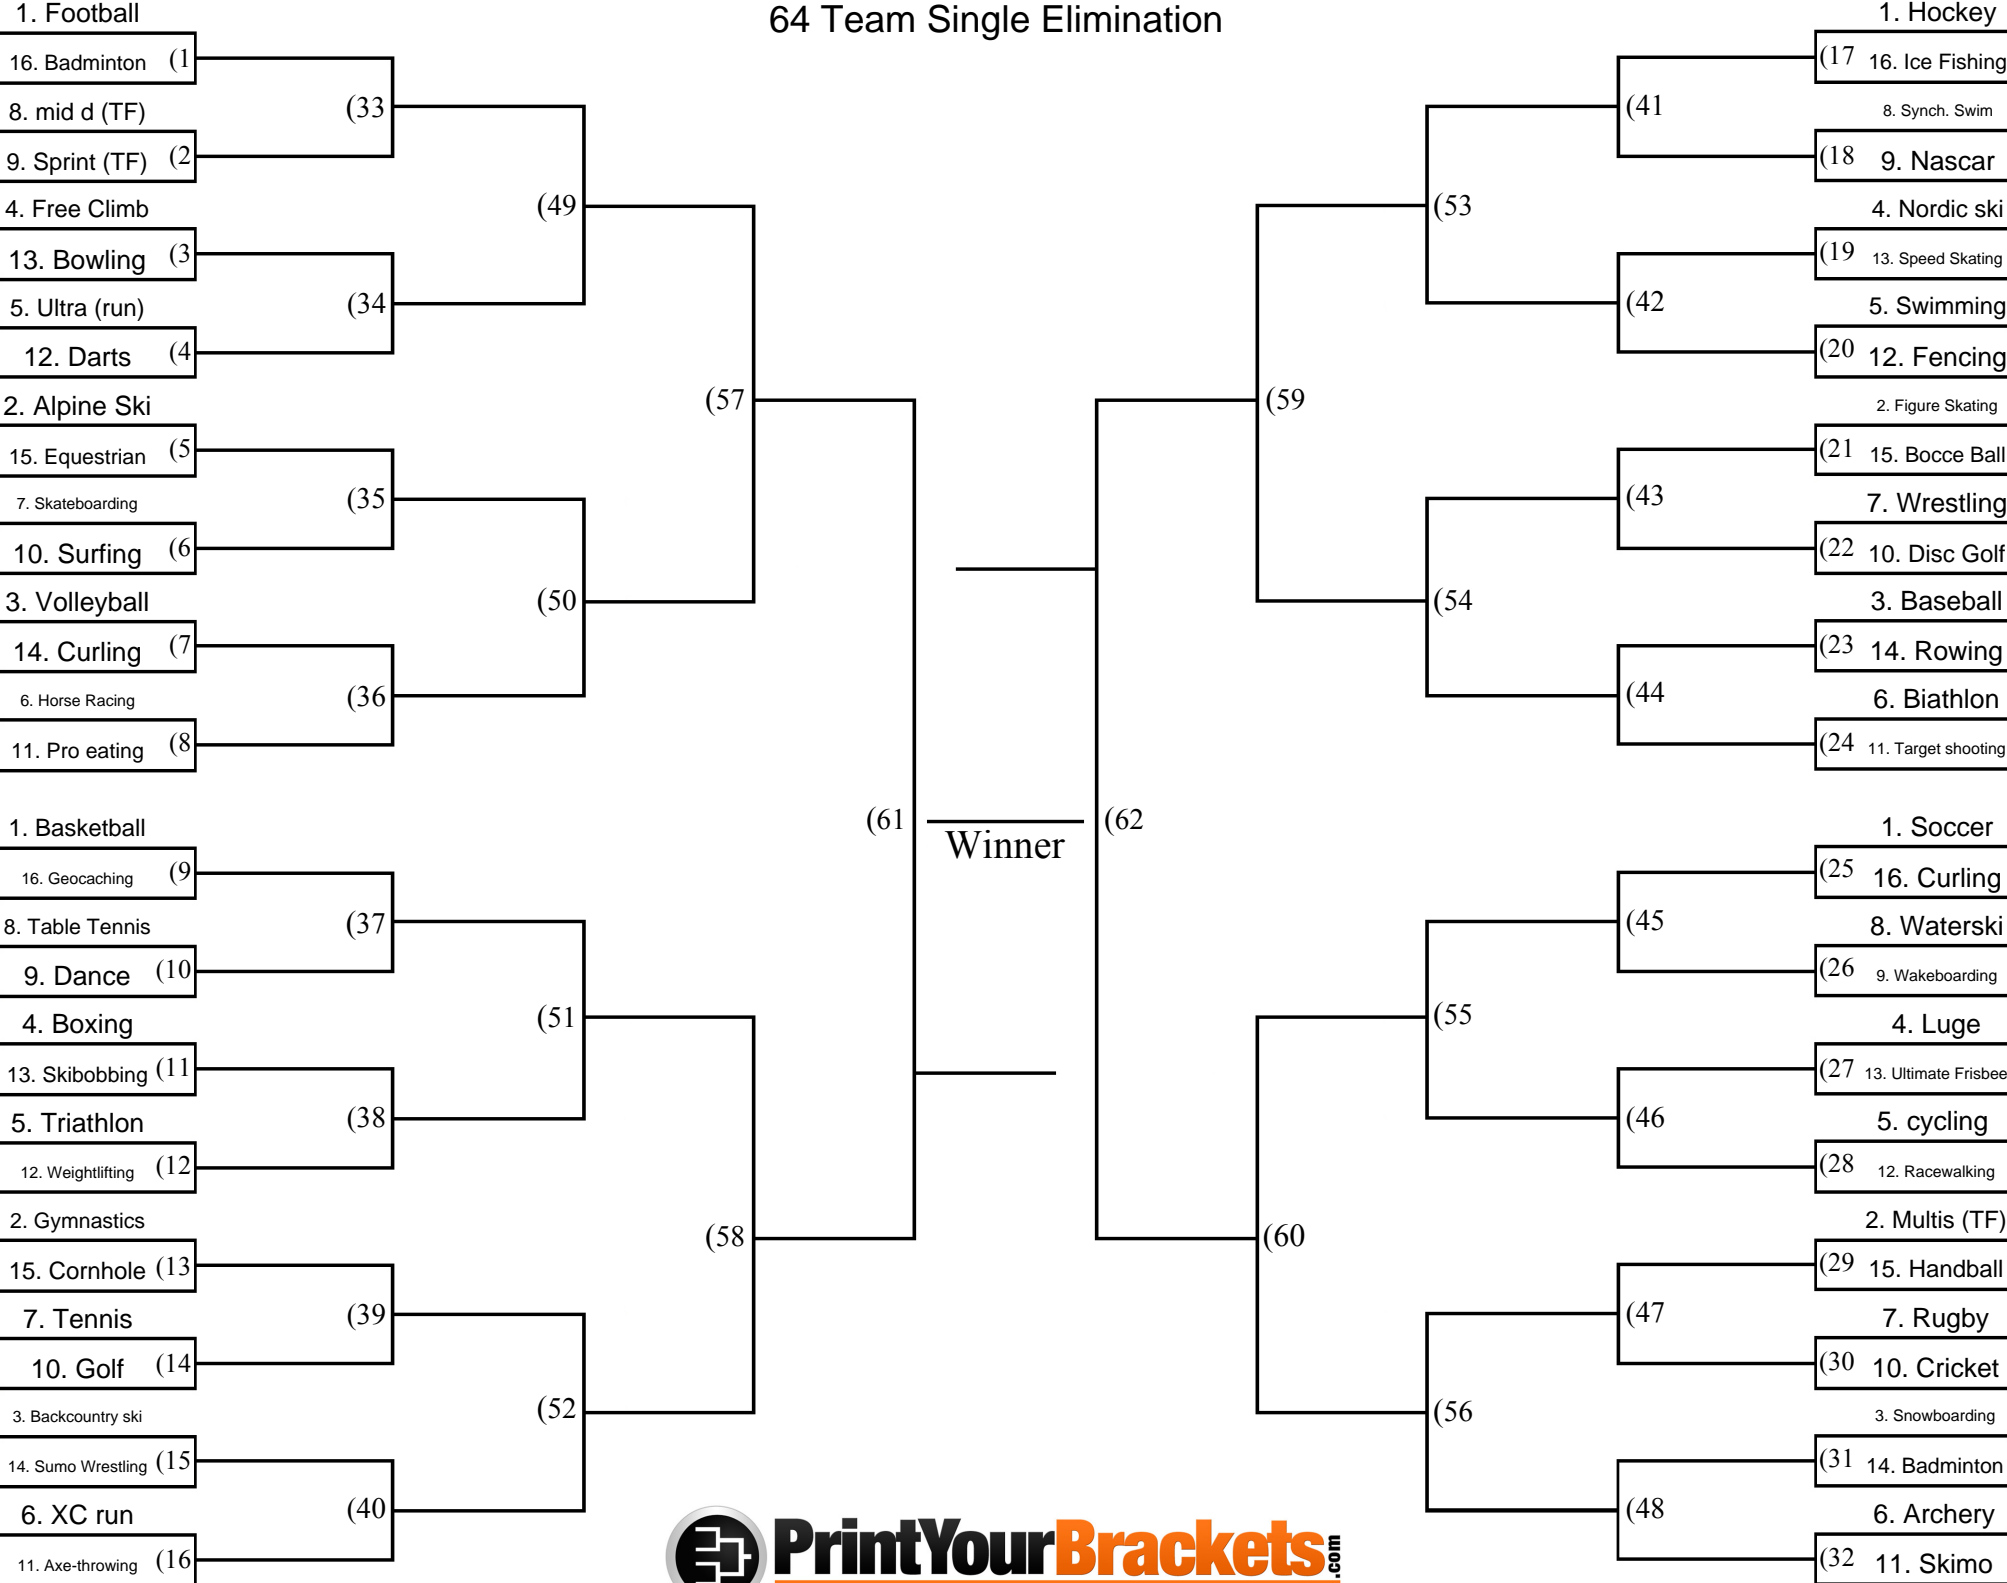 64 Team Single Elimination
1. Football
16. Badminton (1
8. mid d (TF)
9. Sprint (TF) (2
4. Free Climb
13. Bowling (3
5. Ultra (run)
12. Darts (4
2. Alpine Ski
15. Equestrian (5
7. Skateboarding
10. Surfing (6
3. Volleyball
14. Curling (7
6. Horse Racing
11. Pro eating (8
1. Basketball
16. Geocaching (9
8. Table Tennis
9. Dance (10
4. Boxing
13. Skibobbing (11
5. Triathlon
12. Weightlifting (12
2. Gymnastics
15. Cornhole (13
7. Tennis
10. Golf (14
3. Backcountry ski
14. Sumo Wrestling (15
6. XC run
11. Axe-throwing (16
(33
(34
(35
(36
(37
(38
(39
(40
(49
(50
(51
(52
(57
(58
(61
Winner
(62
(59
(60
(53
(54
(55
(56
(41
(42
(43
(44
(45
(46
(47
(48
1. Hockey
(17 16. Ice Fishing
8. Synch. Swim
(18 9. Nascar
4. Nordic ski
(19 13. Speed Skating
5. Swimming
(20 12. Fencing
2. Figure Skating
(21 15. Bocce Ball
7. Wrestling
(22 10. Disc Golf
3. Baseball
(23 14. Rowing
6. Biathlon
(24 11. Target shooting
1. Soccer
(25 16. Curling
8. Waterski
(26 9. Wakeboarding
4. Luge
(27 13. Ultimate Frisbee
5. cycling
(28 12. Racewalking
2. Multis (TF)
(29 15. Handball
7. Rugby
(30 10. Cricket
3. Snowboarding
(31 14. Badminton
6. Archery
(32 11. Skimo
PrintYourBrackets.com